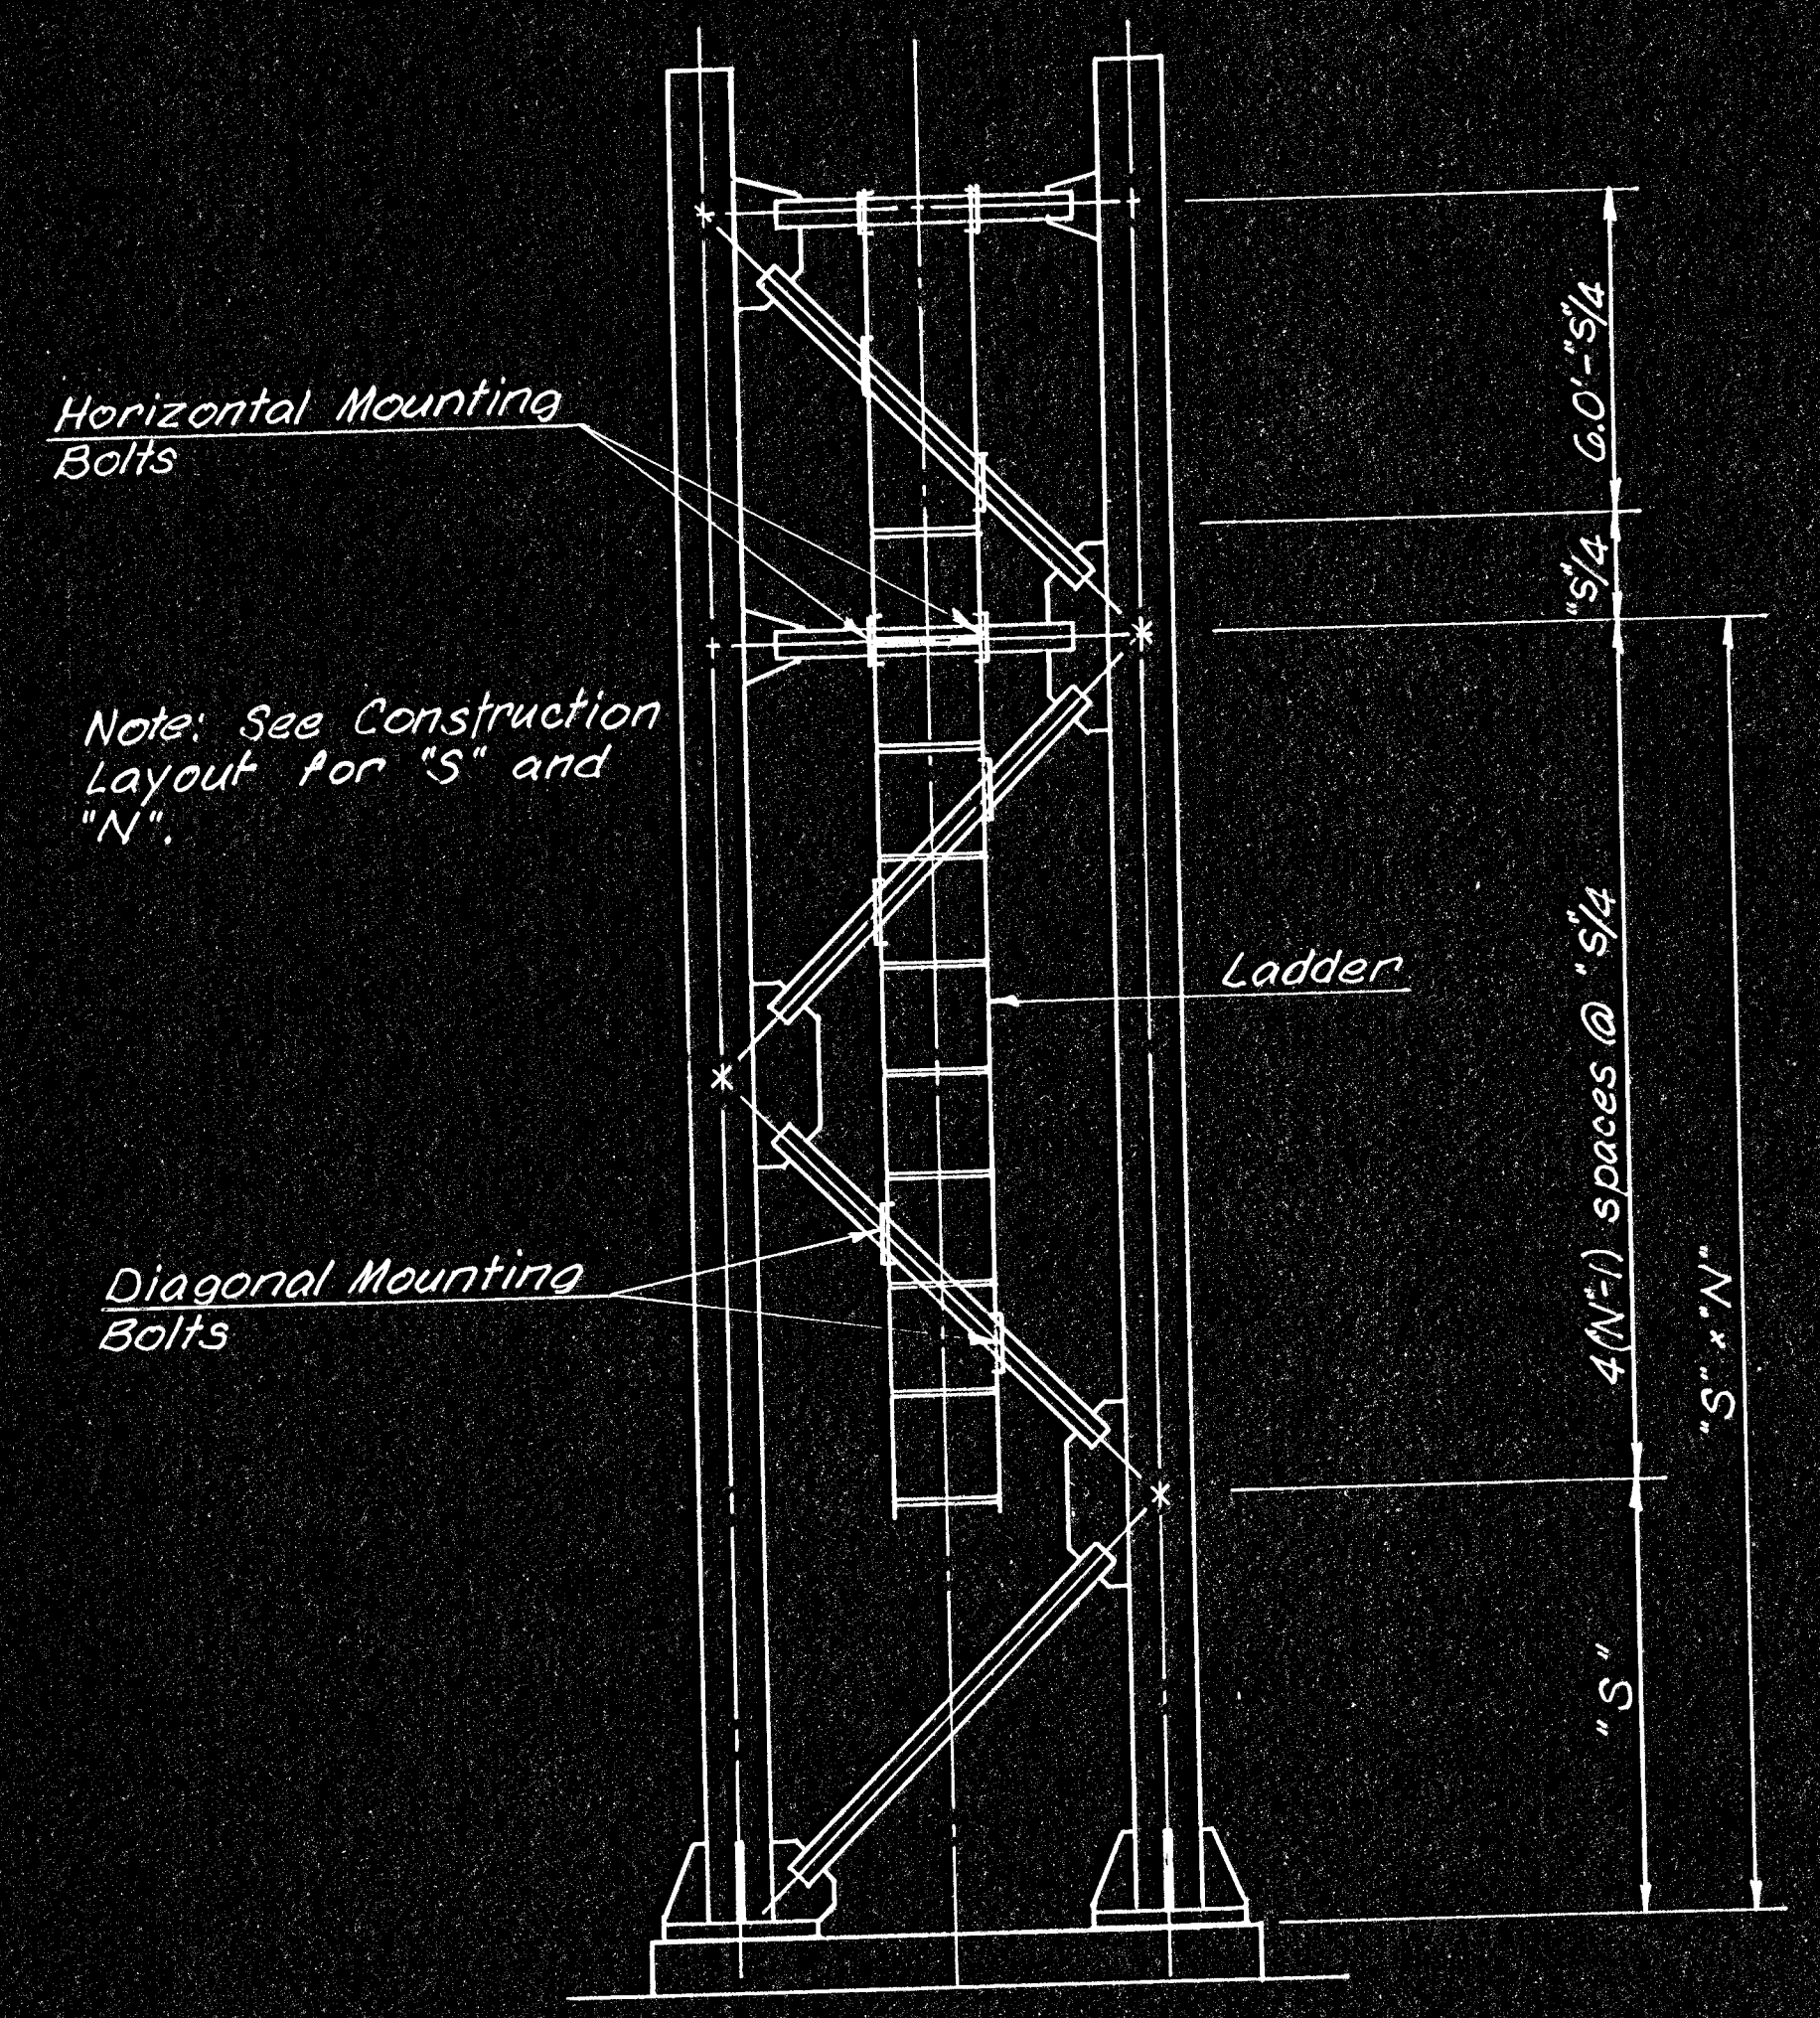 Horizontal Mounting
Bolts
Note: See Construction
Layout for "S" and
"N".
Diagonal Mounting
Bolts
Ladder
6.0'-"S"/4
"S"/4
4("N"-1) spaces @ "S"/4
"S" x "N"
"S"